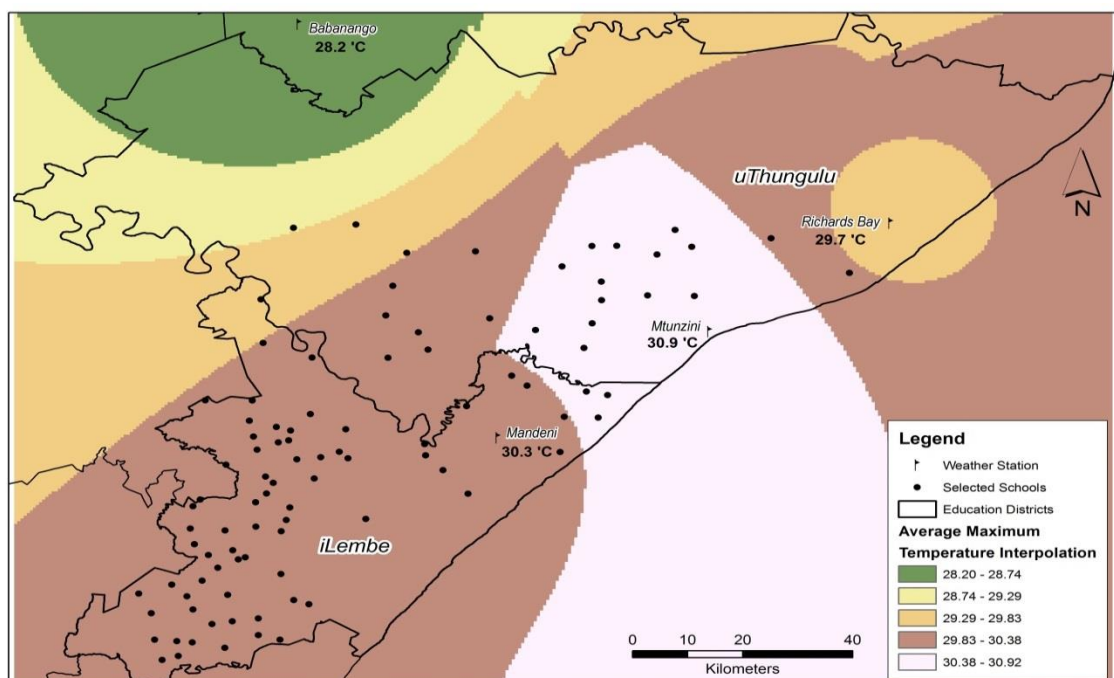 Babanango
28.2 'C
uThungulu
N
Richards Bay
29.7 'C
Mtunzini
30.9 'C
Mandeni
30.3 'C
iLembe
Legend
Weather Station
Selected Schools
Education Districts
Average Maximum
Temperature Interpolation
28.20 - 28.74
28.74 - 29.29
29.29 - 29.83
29.83 - 30.38
30.38 - 30.92
0 10 20 40
Kilometers